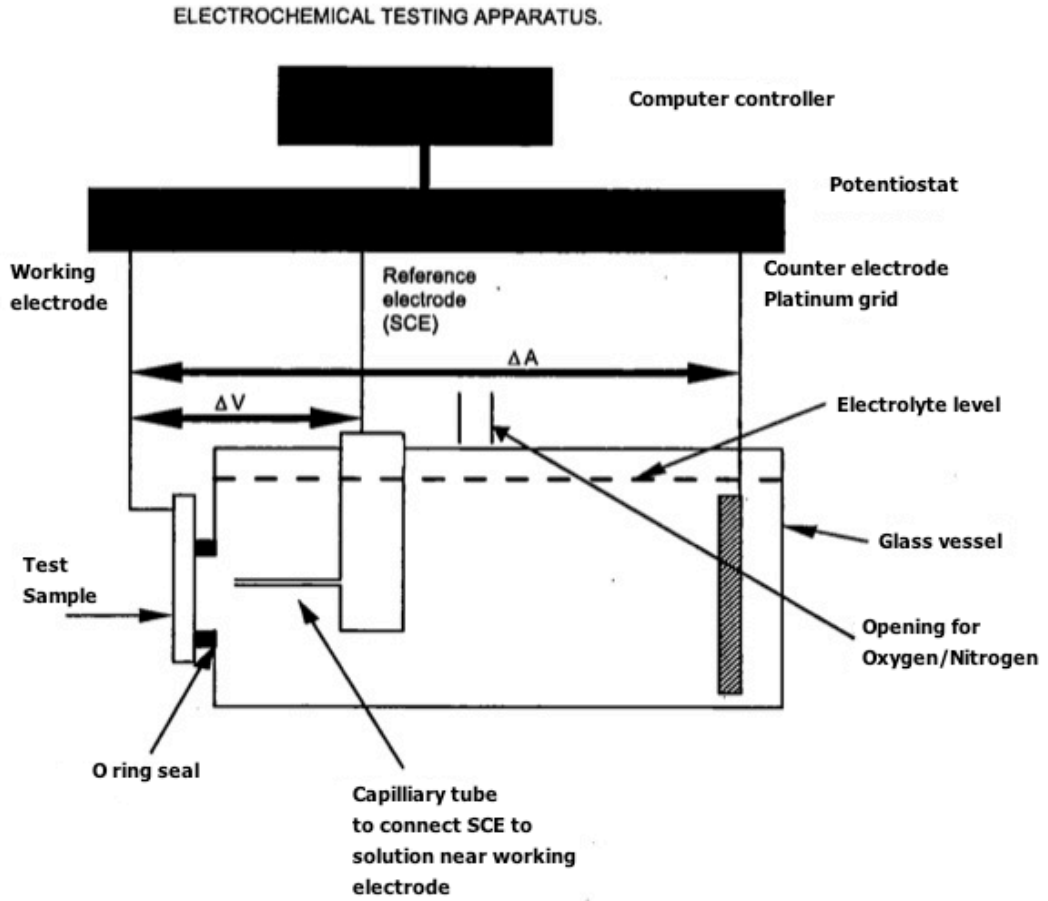 ELECTROCHEMICAL TESTING APPARATUS.
Computer controller
Potentiostat
Working
electrode
Reference
electrode
(SCE)
Counter electrode
Platinum grid
ΔA
ΔV
Electrolyte level
Glass vessel
Test
Sample
Opening for
Oxygen/Nitrogen
O ring seal
Capilliary tube
to connect SCE to
solution near working
electrode